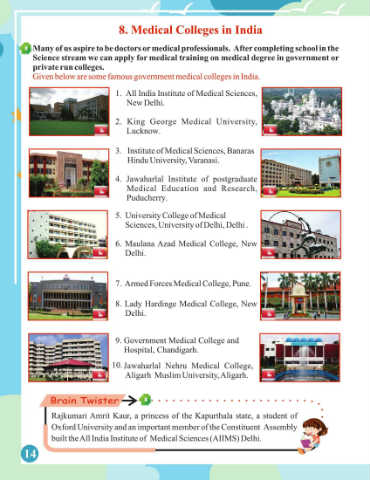 8. Medical Colleges in India
Many of us aspire to be doctors or medical professionals. After completing school in the
Science stream we can apply for medical training on medical degree in government or
private run colleges.
Given below are some famous government medical colleges in India.
1. All India Institute of Medical Sciences,
New Delhi.
2. King George Medical University,
Lucknow.
3. Institute of Medical Sciences, Banaras
Hindu University, Varanasi.
4. Jawaharlal Institute of postgraduate
Medical Education and Research,
Puducherry.
5. University College of Medical
Sciences, University of Delhi, Delhi .
6. Maulana Azad Medical College, New
Delhi.
7. Armed Forces Medical College, Pune.
8. Lady Hardinge Medical College, New
Delhi.
9. Government Medical College and
Hospital, Chandigarh.
10. Jawaharlal Nehru Medical College,
Aligarh Muslim University, Aligarh.
Brain Twister
Rajkumari Amrit Kaur, a princess of the Kapurthala state, a student of
Oxford University and an important member of the Constituent Assembly
built the All India Institute of Medical Sciences (AIIMS) Delhi.
14